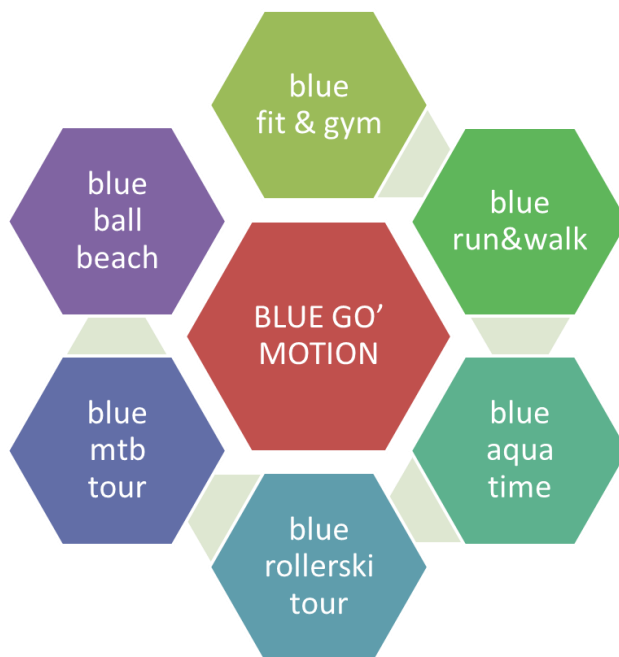 blue
fit & gym
blue
run&walk
blue
aqua
time
blue
rollerski
tour
blue
mtb
tour
blue
ball
beach
BLUE GO’
MOTION